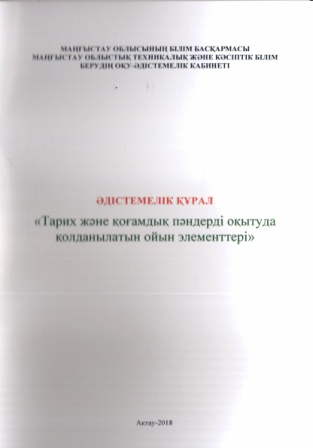 МАҢҒЫСТАУ ОБЛЫСЫНЫҢ БІЛІМ БАСҚАРМАСЫ
МАҢҒЫСТАУ ОБЛЫСТЫҚ ТЕХНИКАЛЫҚ ЖӘНЕ КӘСІПТІК БІЛІМ
БЕРУДІҢ ОҚУ-ӘДІСТЕМЕЛІК КАБИНЕТІ
ӘДІСТЕМЕЛІК ҚҰРАЛ
«Тарих және қоғамдық пәндерді оқытуда
қолданылатын ойын элементтері»
Ақтау-2018